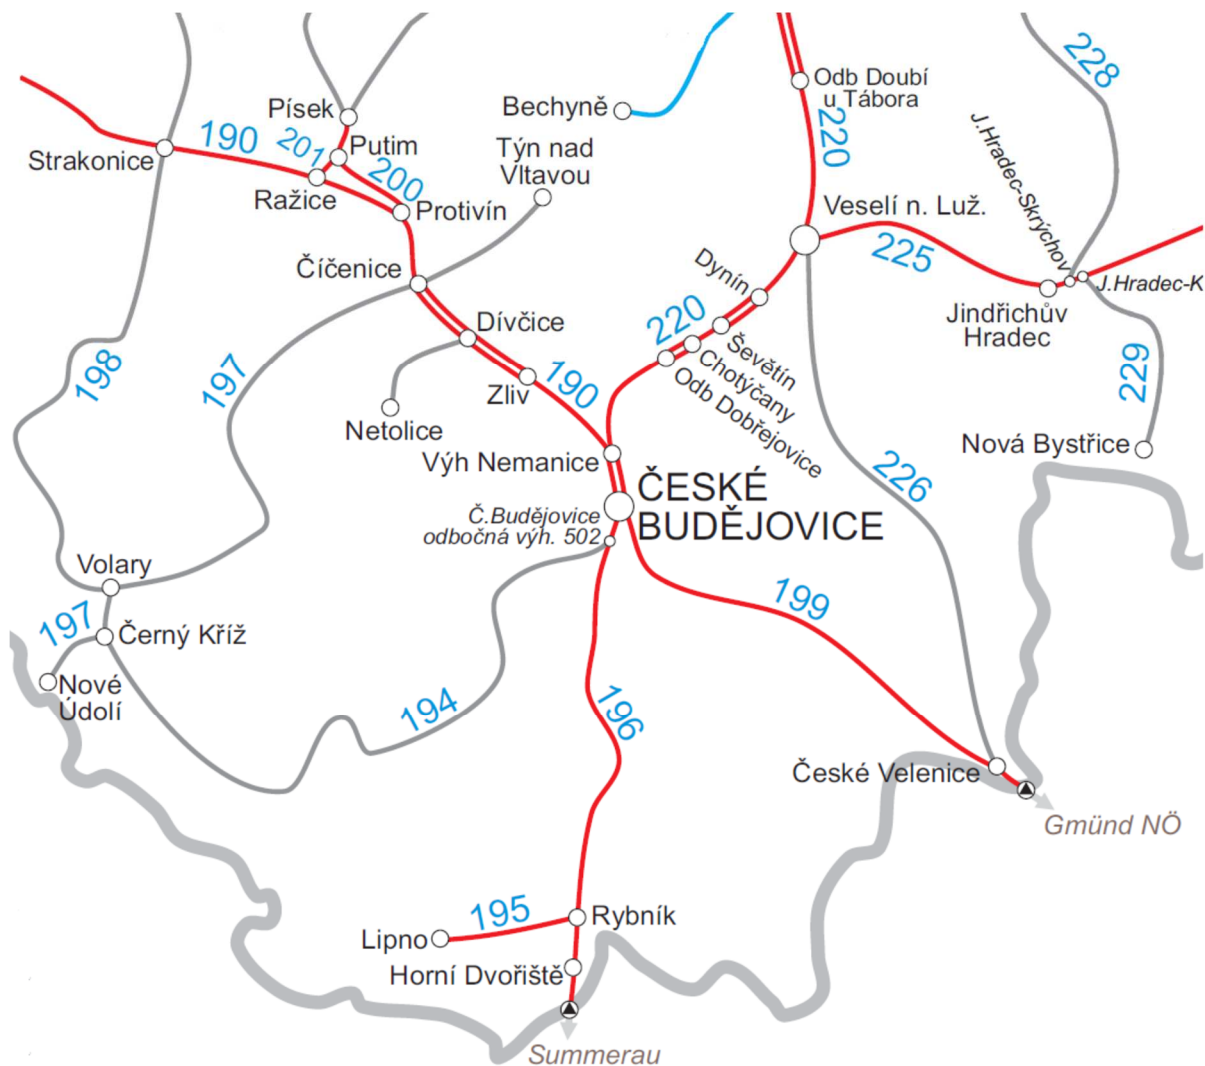 228
Odb Doubí
u Tábora
Bechyně
Písek
220
190
201
Putim
Týn nad
Vltavou
J.Hradec-Skrýchov
Strakonice
200
Ražice
Protivín
Veselí n. Luž.
225
Číčenice
Dynín
J.Hradec-K
Jindřichův
Hradec
Dívčice
220
Ševětín
Chotýčany
Odb Dobřejovice
198
197
Zliv
190
229
Netolice
Výh Nemanice
Nová Bystřice
226
ČESKÉ
BUDĚJOVICE
Č.Budějovice
odbočná výh. 502
Volary
199
197
Černý Kříž
Nové
Údolí
194
196
České Velenice
Gmünd NÖ
195
Rybník
Lipno
Horní Dvořiště
Summerau